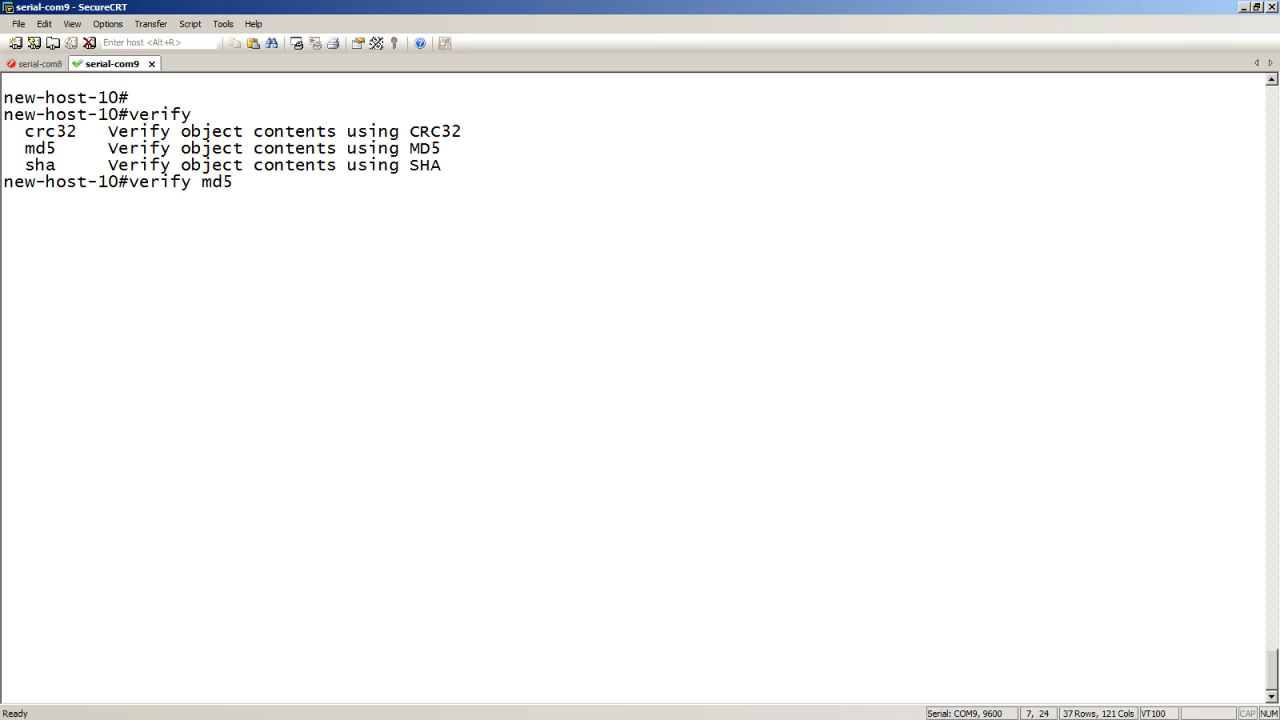 serial-com9 - SecureCRT
File Edit View Options Transfer Script Tools Help
Enter host <Alt+R>
serial-com8 serial-com9
new-host-10#
new-host-10#verify
crc32 Verify object contents using CRC32
md5 Verify object contents using MD5
sha Verify object contents using SHA
new-host-10#verify md5
Ready Serial: COM9, 9600 7, 24 37 Rows, 121 Cols VT100 CAP NUM